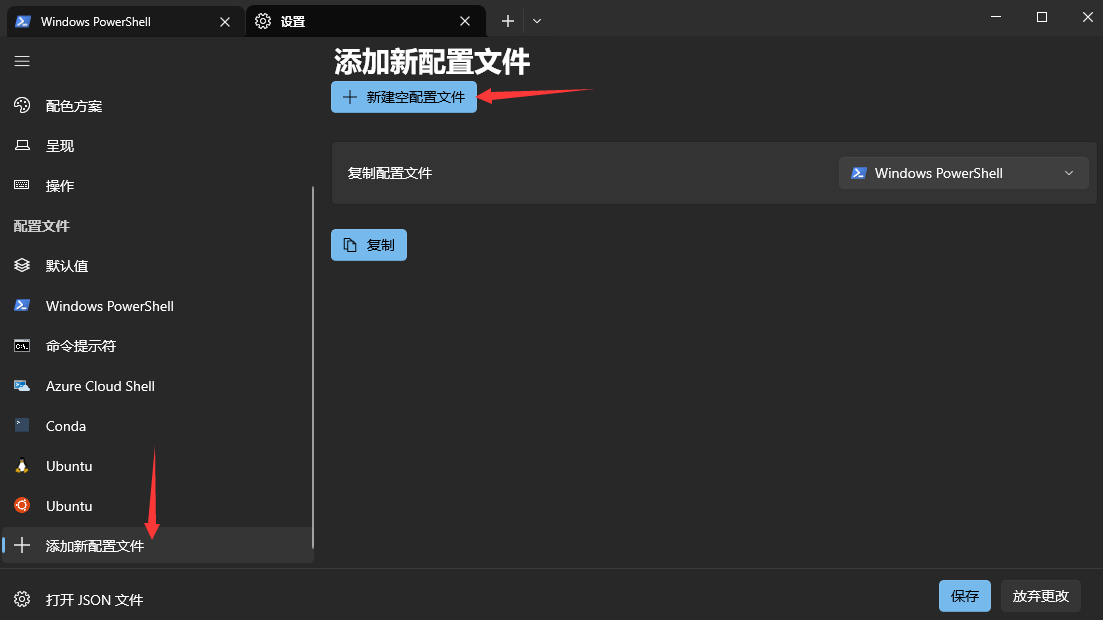 Windows PowerShell
设置
添加新配置文件
新建空配置文件
配色方案
呈现
复制配置文件
Windows PowerShell
操作
配置文件
复制
默认值
Windows PowerShell
命令提示符
Azure Cloud Shell
Conda
Ubuntu
Ubuntu
添加新配置文件
打开 JSON 文件
保存
放弃更改